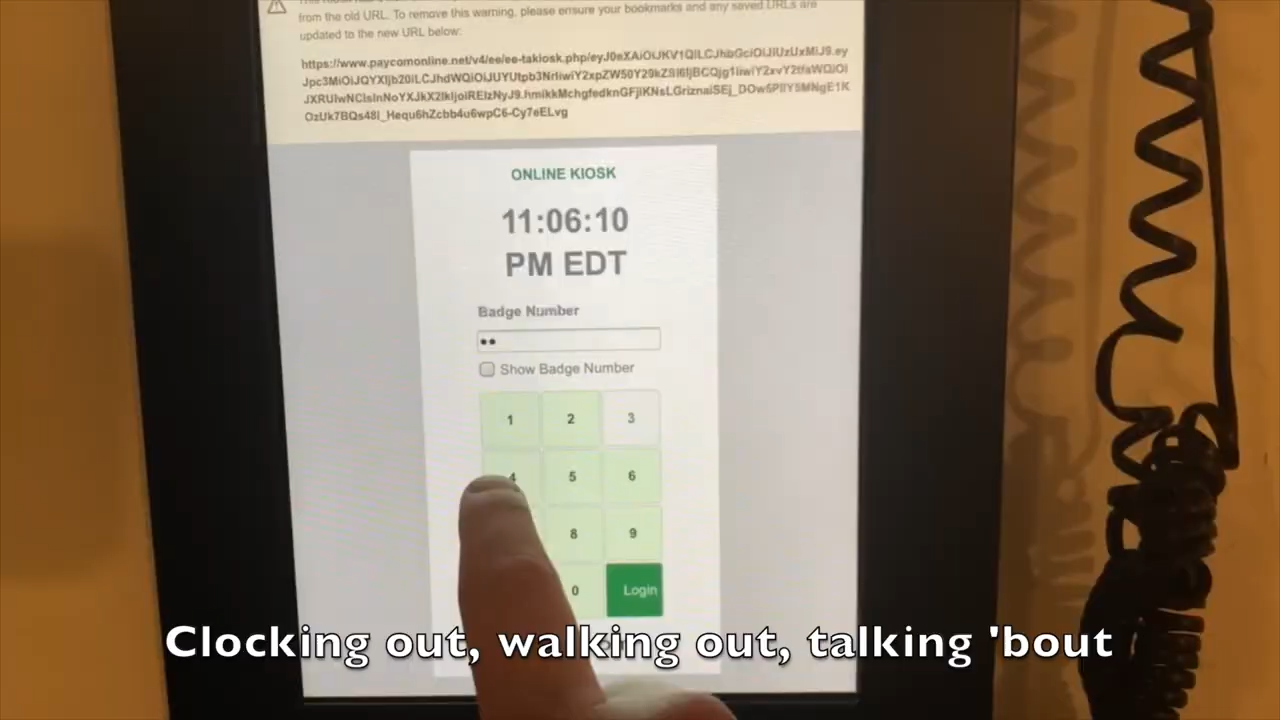 from the old URL. To remove this warning, please ensure your bookmarks and any saved URLs are
updated to the new URL below:
ONLINE KIOSK
11:06:10
PM EDT
Badge Number
Show Badge Number
1 2 3
4 5 6
8 9
0 Login
Clocking out, walking out, talking 'bout